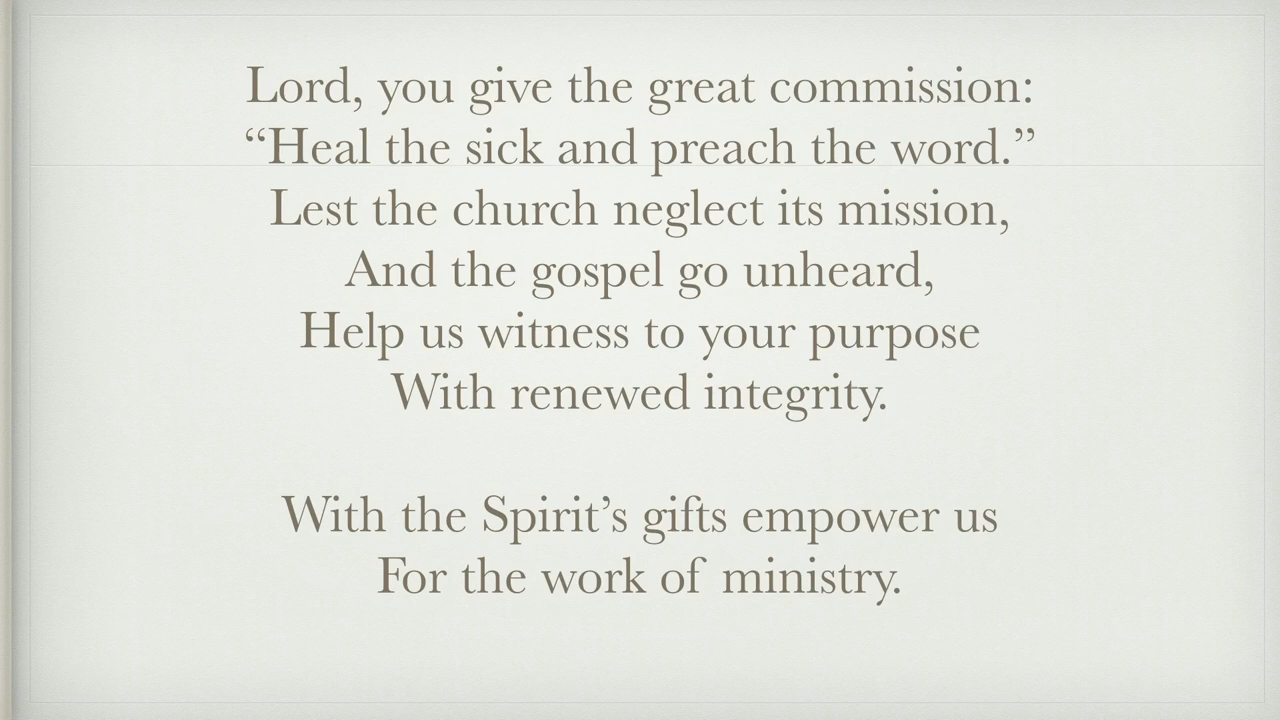 Lord, you give the great commission:
“Heal the sick and preach the word.”
Lest the church neglect its mission,
And the gospel go unheard,
Help us witness to your purpose
With renewed integrity.
With the Spirit’s gifts empower us
For the work of ministry.